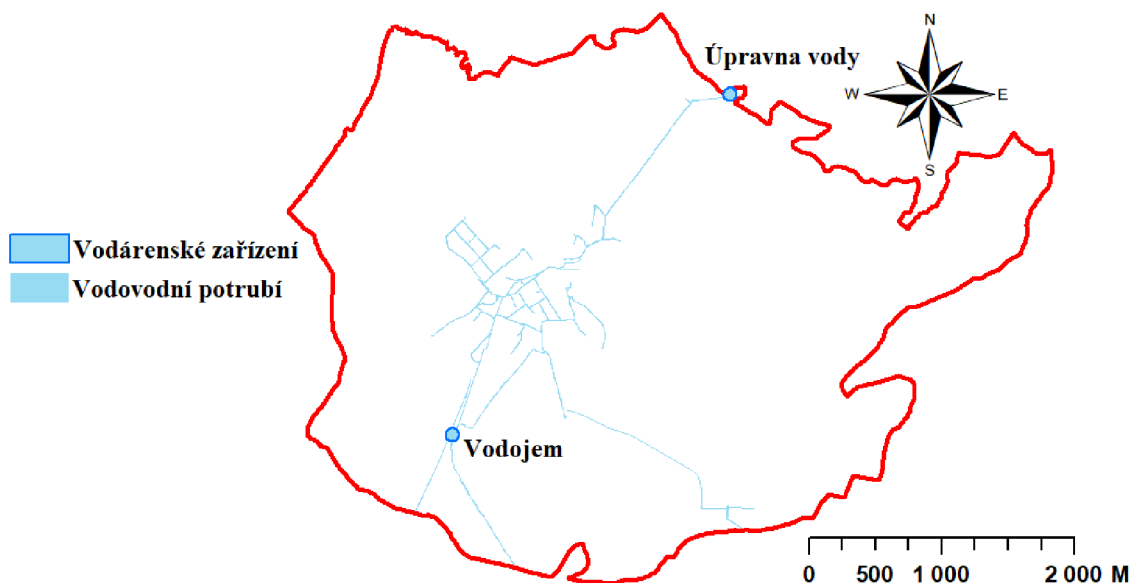 N
Úpravna vody
W
E
S
Vodárenské zařízení
Vodovodní potrubí
Vodojem
0 500 1 000 2 000 M